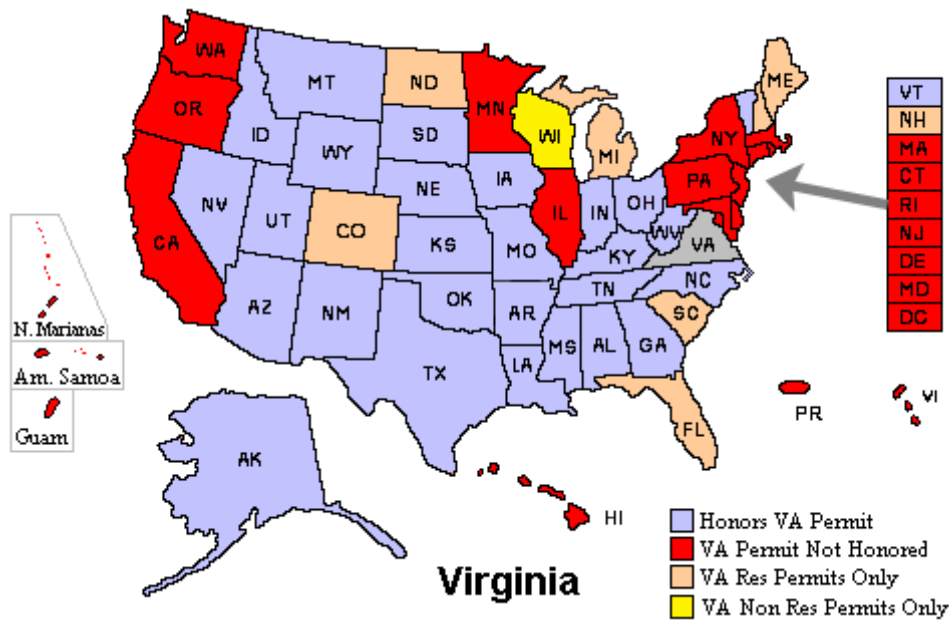 WA
MT
ND
MN
ME
VT
NH
MA
CT
RI
NJ
DE
MD
DC
OR
ID
SD
WI
NY
WY
MI
PA
NV
NE
IA
IL
IN
OH
WV
VA
CA
UT
CO
KS
MO
KY
NC
AZ
NM
OK
AR
TN
SC
TX
LA
MS
AL
GA
FL
N. Marianas
Am. Samoa
Guam
AK
HI
PR
VI
Virginia
Honors VA Permit
VA Permit Not Honored
VA Res Permits Only
VA Non Res Permits Only